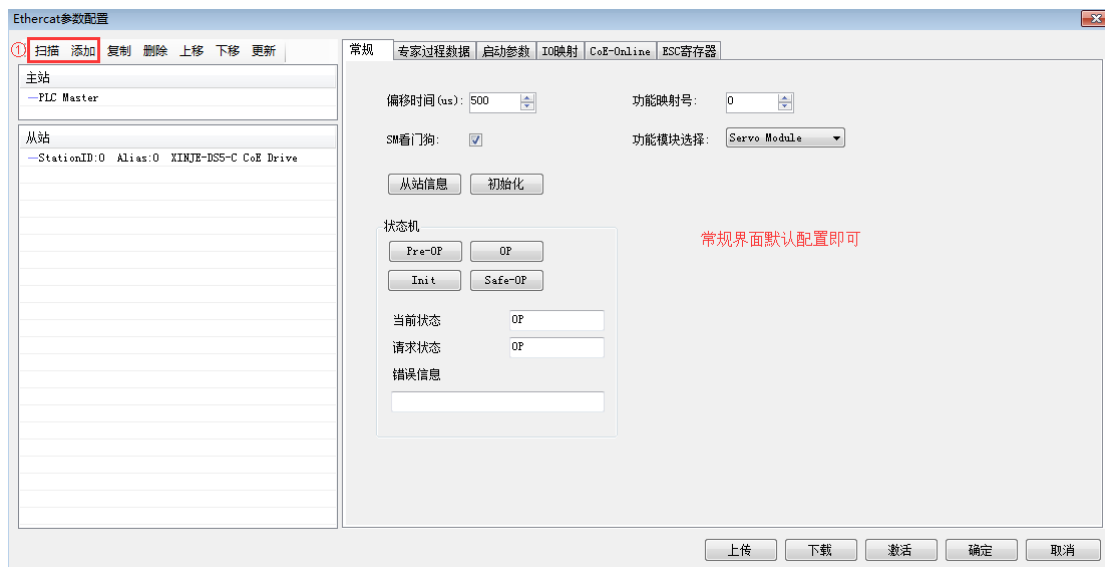 Ethercat参数配置
① 扫描 添加 复制 删除 上移 下移 更新
主站
PLC Master
从站
StationID:0 Alias:0 XINJE-DS5-C CoE Drive
常规 专家过程数据 启动参数 IO映射 CoE-Online ESC寄存器
偏移时间(us): 500 功能映射号: 0
SM看门狗: 功能模块选择: Servo Module
从站信息 初始化
状态机
Pre-OP OP
Init Safe-OP
常规界面默认配置即可
当前状态 OP
请求状态 OP
错误信息
上传 下载 激活 确定 取消